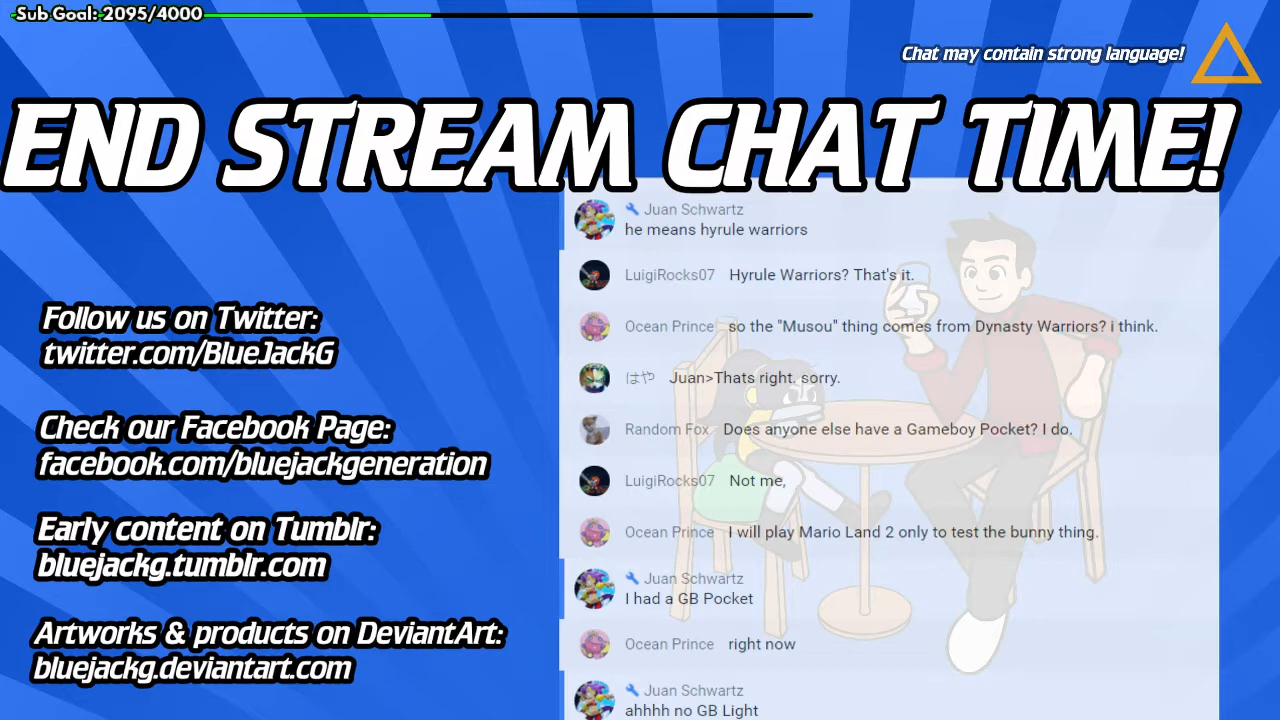 Sub Goal: 2095/4000
Chat may contain strong language!
END STREAM CHAT TIME!
Follow us on Twitter:
twitter.com/BlueJackG
Check our Facebook Page:
facebook.com/bluejackgeneration
Early content on Tumblr:
bluejackg.tumblr.com
Artworks & products on DeviantArt:
bluejackg.deviantart.com
Juan Schwartz
he means hyrule warriors
LuigiRocks07 Hyrule Warriors? That's it.
Ocean Prince so the "Musou" thing comes from Dynasty Warriors? i think.
はや Juan>Thats right. sorry.
Random Fox Does anyone else have a Gameboy Pocket? I do.
LuigiRocks07 Not me,
Ocean Prince I will play Mario Land 2 only to test the bunny thing.
Juan Schwartz
I had a GB Pocket
Ocean Prince right now
Juan Schwartz
ahhhh no GB Light